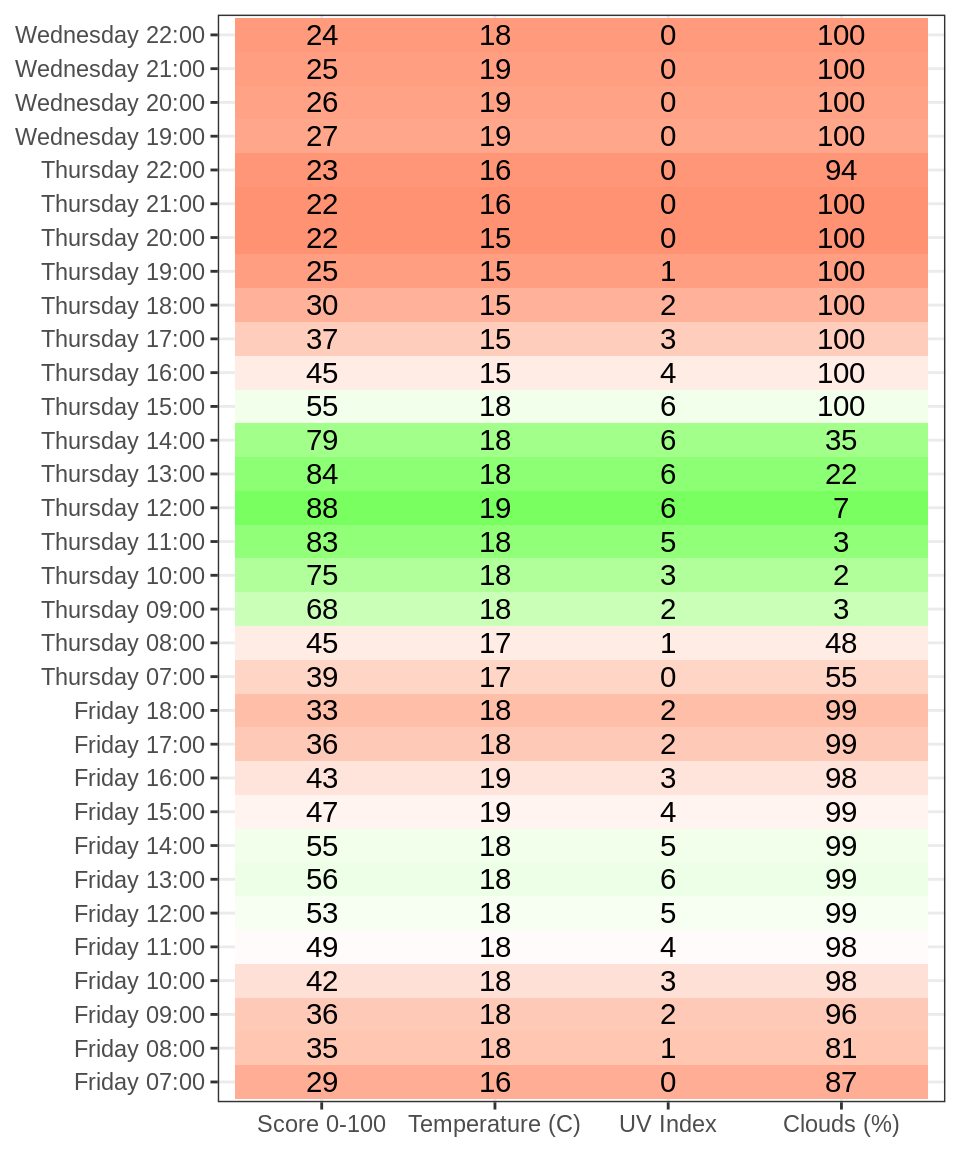 Wednesday 22:00 24 18 0 100
Wednesday 21:00 25 19 0 100
Wednesday 20:00 26 19 0 100
Wednesday 19:00 27 19 0 100
Thursday 22:00 23 16 0 94
Thursday 21:00 22 16 0 100
Thursday 20:00 22 15 0 100
Thursday 19:00 25 15 1 100
Thursday 18:00 30 15 2 100
Thursday 17:00 37 15 3 100
Thursday 16:00 45 15 4 100
Thursday 15:00 55 18 6 100
Thursday 14:00 79 18 6 35
Thursday 13:00 84 18 6 22
Thursday 12:00 88 19 6 7
Thursday 11:00 83 18 5 3
Thursday 10:00 75 18 3 2
Thursday 09:00 68 18 2 3
Thursday 08:00 45 17 1 48
Thursday 07:00 39 17 0 55
Friday 18:00 33 18 2 99
Friday 17:00 36 18 2 99
Friday 16:00 43 19 3 98
Friday 15:00 47 19 4 99
Friday 14:00 55 18 5 99
Friday 13:00 56 18 6 99
Friday 12:00 53 18 5 99
Friday 11:00 49 18 4 98
Friday 10:00 42 18 3 98
Friday 09:00 36 18 2 96
Friday 08:00 35 18 1 81
Friday 07:00 29 16 0 87
Score 0-100 Temperature (C) UV Index Clouds (%)